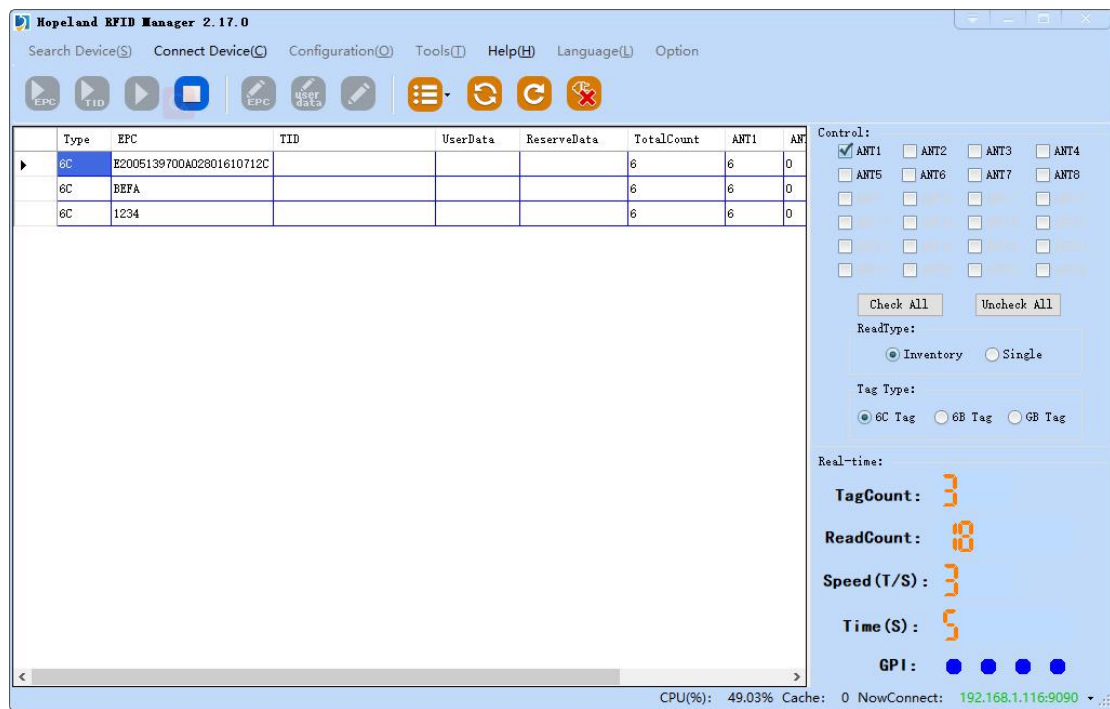 Hopeland RFID Manager 2.17.0
Search Device(S) Connect Device(C) Configuration(O) Tools(T) Help(H) Language(L) Option
EPC TID EPC user data
Type EPC TID UserData ReserveData TotalCount ANT1 AN
6C E2005139700A02801610712C 6 6 0
6C BEFA 6 6 0
6C 1234 6 6 0
Control:
ANT1 ANT2 ANT3 ANT4
ANT5 ANT6 ANT7 ANT8
Check All Uncheck All
ReadType:
Inventory Single
Tag Type:
6C Tag 6B Tag GB Tag
Real-time:
TagCount: 3
ReadCount: 18
Speed(T/S): 3
Time(S): 5
GPI:
CPU(%): 49.03% Cache: 0 NowConnect: 192.168.1.116:9090